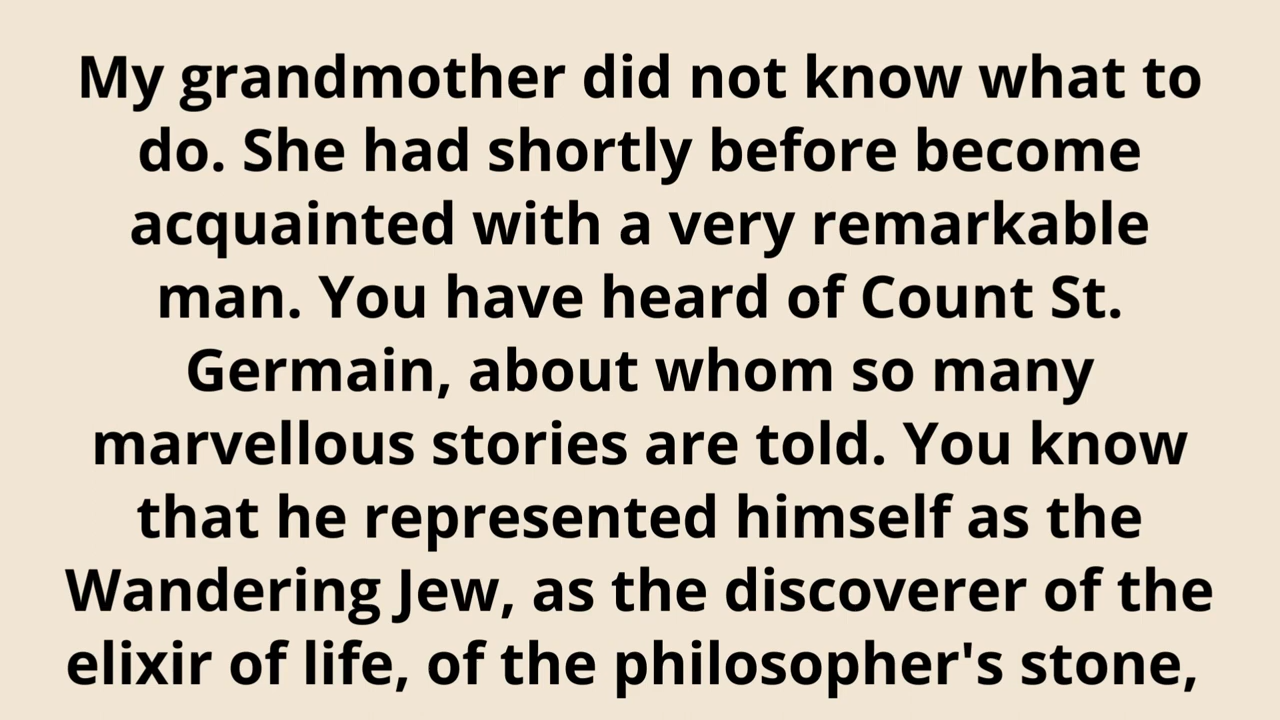 My grandmother did not know what to
do. She had shortly before become
acquainted with a very remarkable
man. You have heard of Count St.
Germain, about whom so many
marvellous stories are told. You know
that he represented himself as the
Wandering Jew, as the discoverer of the
elixir of life, of the philosopher's stone,